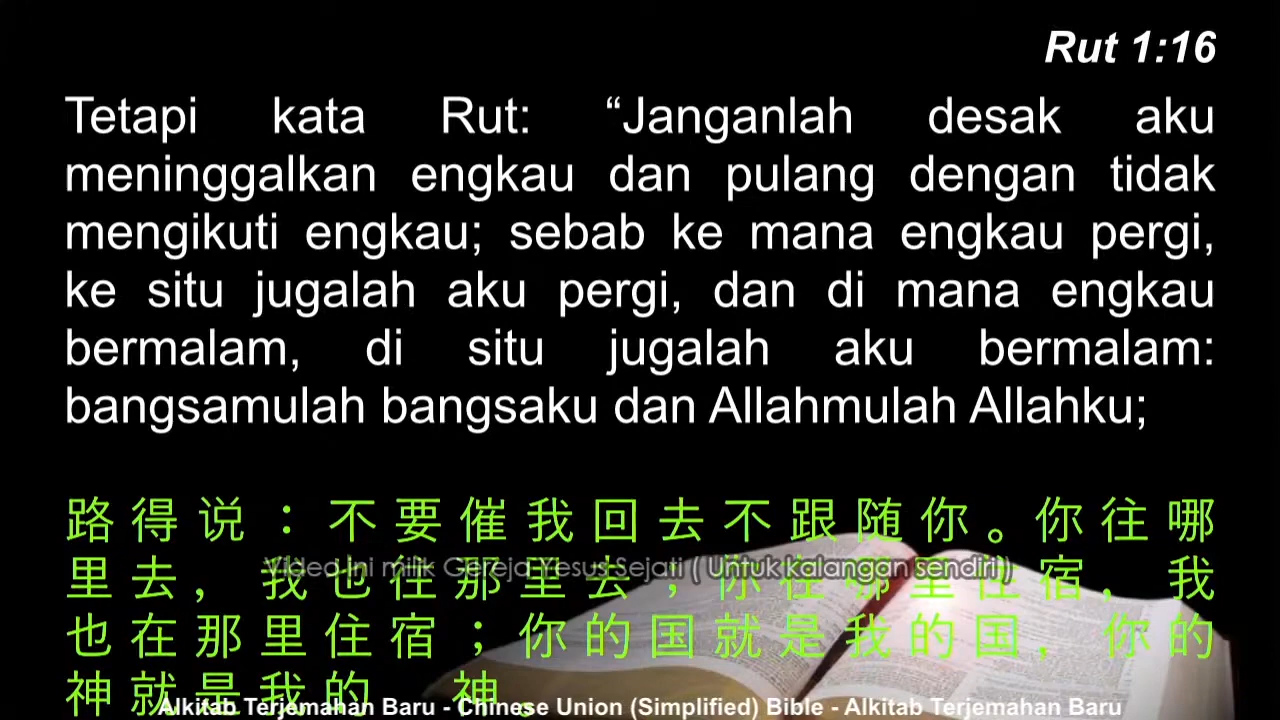 Rut 1:16
Tetapi kata Rut: “Janganlah desak aku
meninggalkan engkau dan pulang dengan tidak
mengikuti engkau; sebab ke mana engkau pergi,
ke situ jugalah aku pergi, dan di mana engkau
bermalam, di situ jugalah aku bermalam:
bangsamulah bangsaku dan Allahmulah Allahku;
路得说：不要催我回去不跟随你。你往哪
里去，我也往那里去；你在哪里住宿，我
也在那里住宿；你的国就是我的国，你的
神就是我的 神。
Video ini milik Gereja Yesus Sejati ( Untuk kalangan sendiri )
Alkitab Terjemahan Baru - Chinese Union (Simplified) Bible - Alkitab Terjemahan Baru